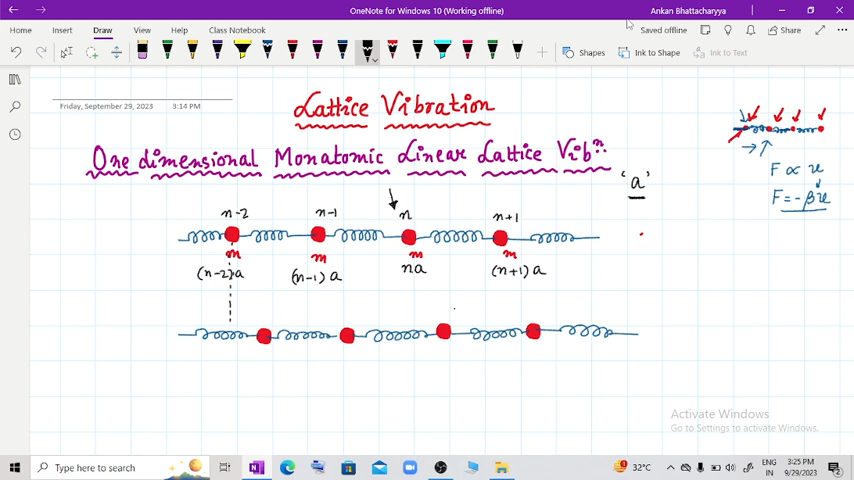 OneNote for Windows 10 (Working offline)
Ankan Bhattacharyya
Home Insert Draw View Help Class Notebook
Saved offline Share
Shapes Ink to Shape Ink to Text
Friday, September 29, 2023 3:14 PM
Lattice Vibration
One dimensional Monatomic Linear Lattice Vibⁿ.
'a'
F ∝ x
F = -βx
n-2 n-1 n n+1
m m m m
(n-2)a (n-1)a na (n+1)a
Activate Windows
Go to Settings to activate Windows.
Type here to search
32°C
ENG
IN
3:25 PM
9/29/2023
2